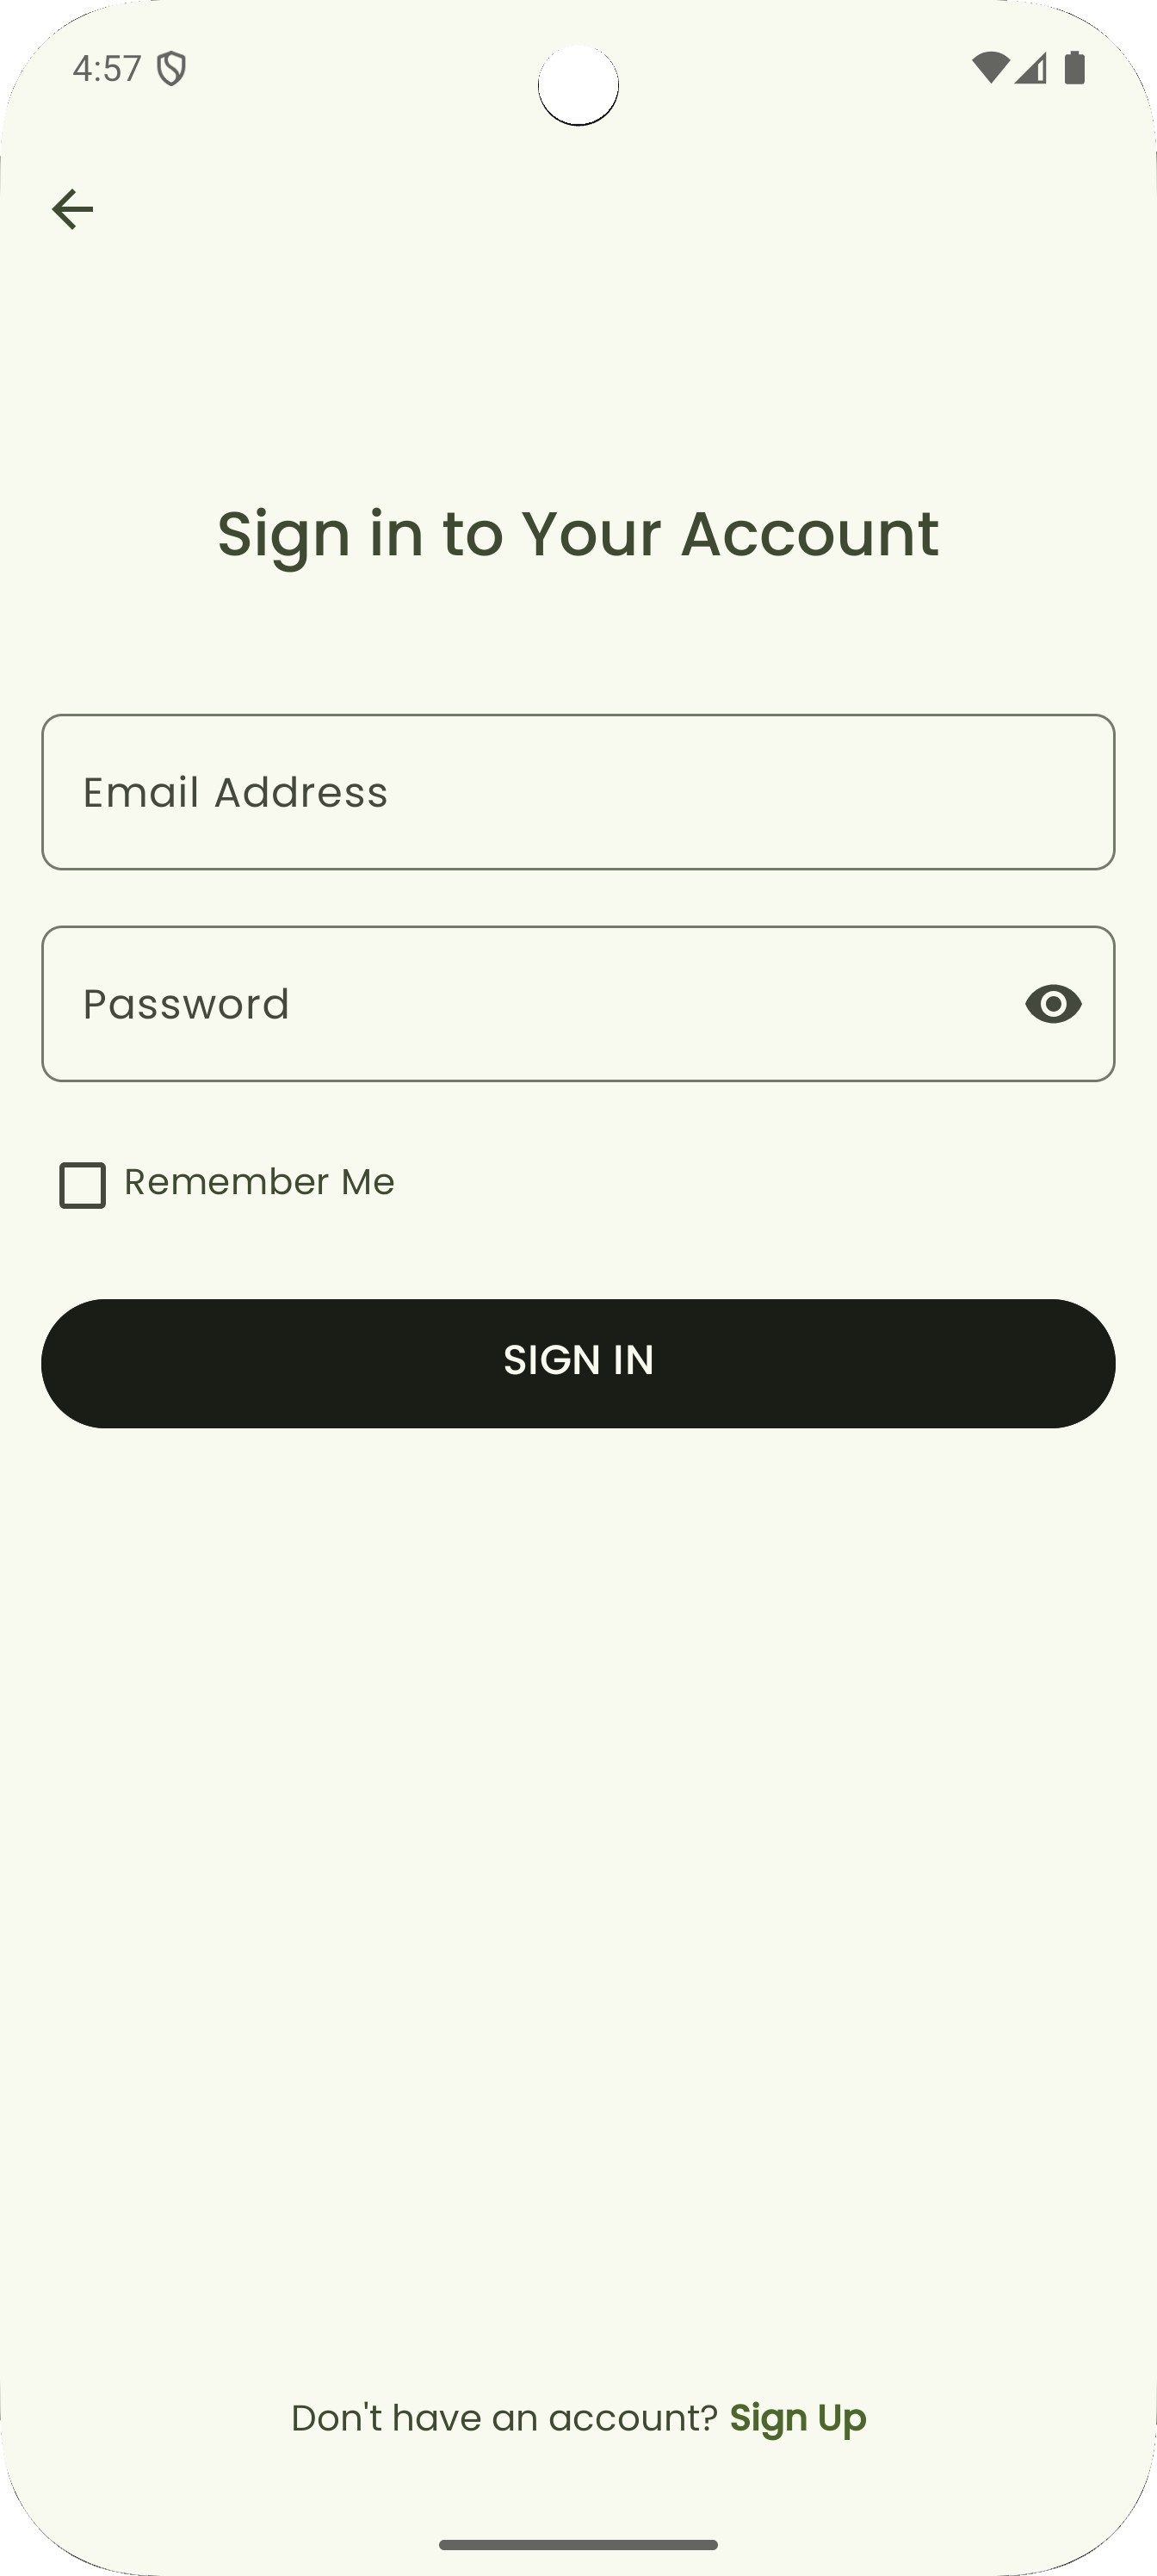 4:57
Sign in to Your Account
Email Address
Password
Remember Me
SIGN IN
Don't have an account? Sign Up